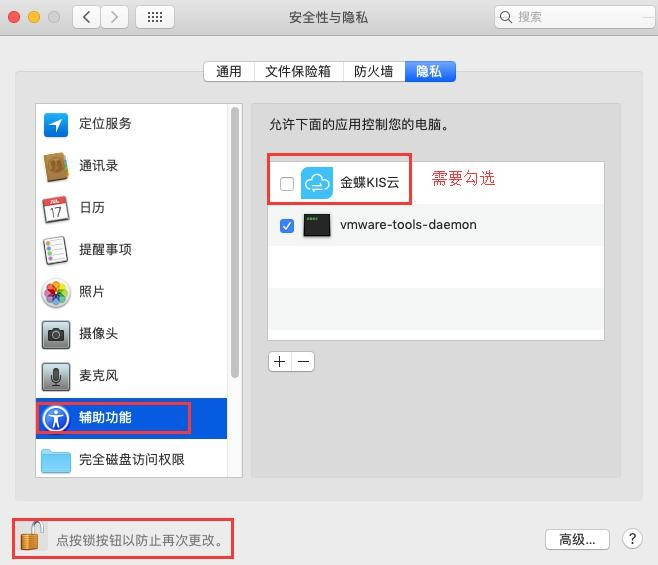 安全性与隐私
搜索
通用 文件保险箱 防火墙 隐私
定位服务
通讯录
JUL
17
日历
提醒事项
照片
摄像头
麦克风
辅助功能
完全磁盘访问权限
允许下面的应用控制您的电脑。
金蝶KIS云
需要勾选
vmware-tools-daemon
点按锁按钮以防止再次更改。
高级...
?